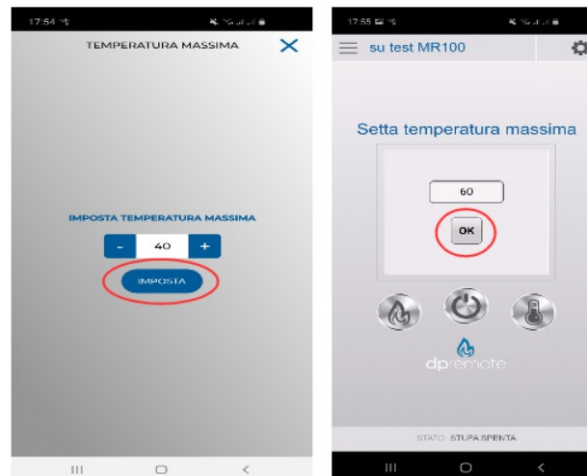 17:54
TEMPERATURA MASSIMA
IMPOSTA TEMPERATURA MASSIMA
- 40 +
IMPOSTA
17:55
su test MR100
Setta temperatura massima
60
OK
dpremote
STATO: STUFA SPENTA